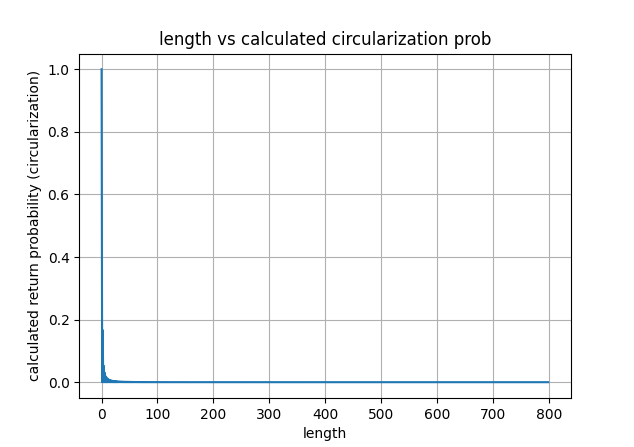 length vs calculated circularization prob
calculated return probability (circularization)
1.0
0.8
0.6
0.4
0.2
0.0
0 100 200 300 400 500 600 700 800
length